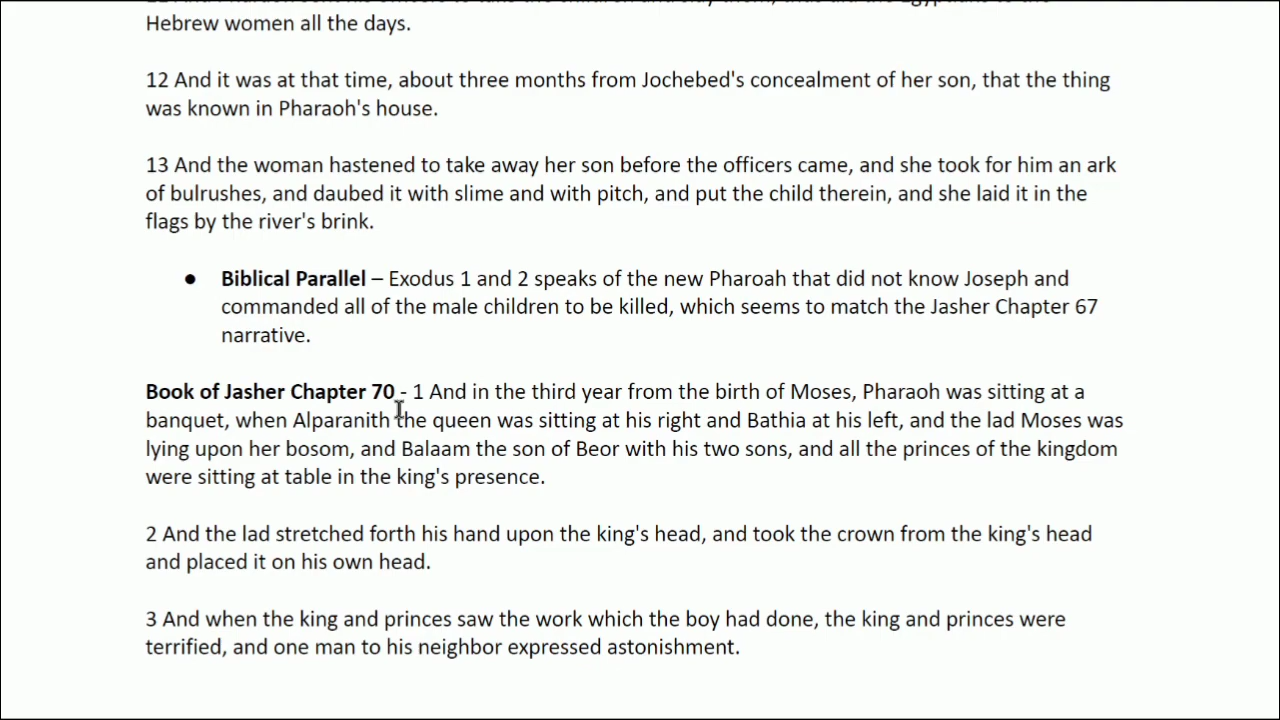 Hebrew women all the days.
12 And it was at that time, about three months from Jochebed's concealment of her son, that the thing
was known in Pharaoh's house.
13 And the woman hastened to take away her son before the officers came, and she took for him an ark
of bulrushes, and daubed it with slime and with pitch, and put the child therein, and she laid it in the
flags by the river's brink.
● Biblical Parallel – Exodus 1 and 2 speaks of the new Pharoah that did not know Joseph and
commanded all of the male children to be killed, which seems to match the Jasher Chapter 67
narrative.
Book of Jasher Chapter 70 - 1 And in the third year from the birth of Moses, Pharaoh was sitting at a
banquet, when Alparanith the queen was sitting at his right and Bathia at his left, and the lad Moses was
lying upon her bosom, and Balaam the son of Beor with his two sons, and all the princes of the kingdom
were sitting at table in the king's presence.
2 And the lad stretched forth his hand upon the king's head, and took the crown from the king's head
and placed it on his own head.
3 And when the king and princes saw the work which the boy had done, the king and princes were
terrified, and one man to his neighbor expressed astonishment.